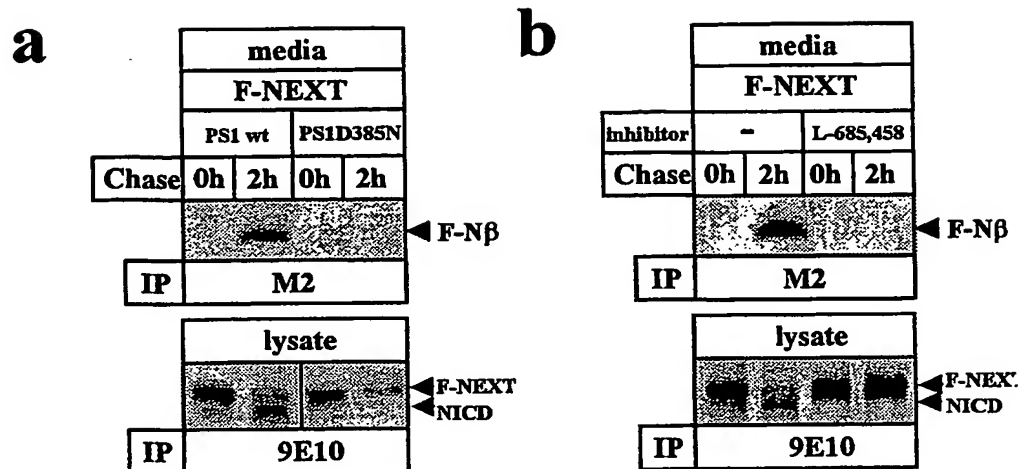 a
media
F-NEXT
PS1 wt PS1D385N
Chase 0h 2h 0h 2h
F-Nβ
IP M2
lysate
F-NEXT
NICD
IP 9E10
b
media
F-NEXT
inhibitor - L-685,458
Chase 0h 2h 0h 2h
F-Nβ
IP M2
lysate
F-NEX
NICD
IP 9E10